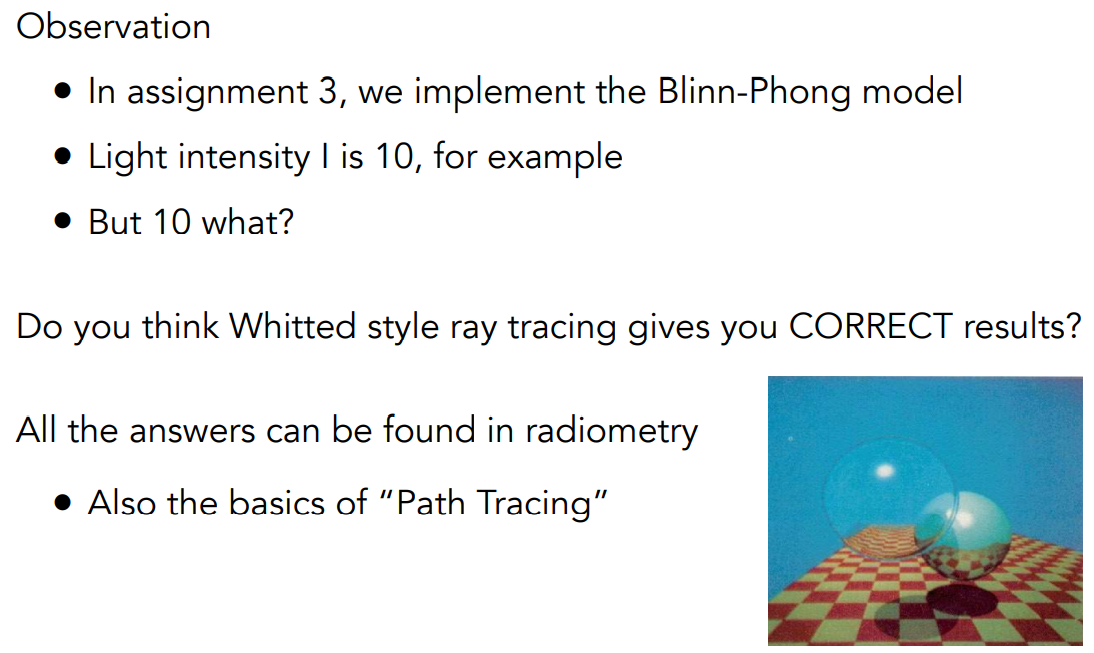 Observation
• In assignment 3, we implement the Blinn-Phong model
• Light intensity I is 10, for example
• But 10 what?
Do you think Whitted style ray tracing gives you CORRECT results?
All the answers can be found in radiometry
• Also the basics of “Path Tracing”